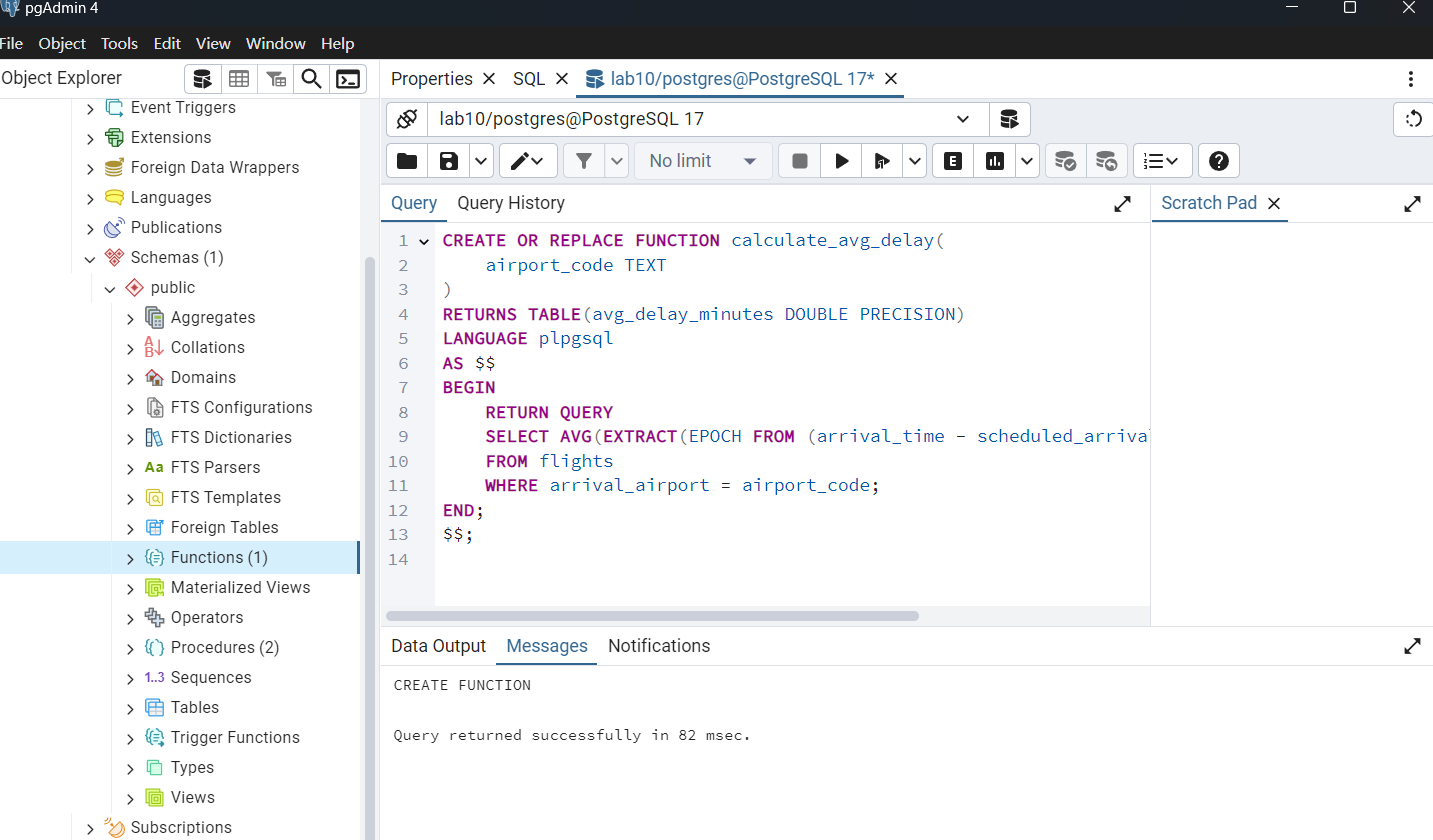 pgAdmin 4
File Object Tools Edit View Window Help
Object Explorer
Event Triggers
Extensions
Foreign Data Wrappers
Languages
Publications
Schemas (1)
public
Aggregates
Collations
Domains
FTS Configurations
FTS Dictionaries
Aa FTS Parsers
FTS Templates
Foreign Tables
Functions (1)
Materialized Views
Operators
Procedures (2)
1..3 Sequences
Tables
Trigger Functions
Types
Views
Subscriptions
Properties SQL lab10/postgres@PostgreSQL 17*
lab10/postgres@PostgreSQL 17
No limit E
Query Query History
1 CREATE OR REPLACE FUNCTION calculate_avg_delay(
2 airport_code TEXT
3 )
4 RETURNS TABLE(avg_delay_minutes DOUBLE PRECISION)
5 LANGUAGE plpgsql
6 AS $$
7 BEGIN
8 RETURN QUERY
9 SELECT AVG(EXTRACT(EPOCH FROM (arrival_time - scheduled_arriva
10 FROM flights
11 WHERE arrival_airport = airport_code;
12 END;
13 $$;
14
Scratch Pad
Data Output Messages Notifications
CREATE FUNCTION
Query returned successfully in 82 msec.